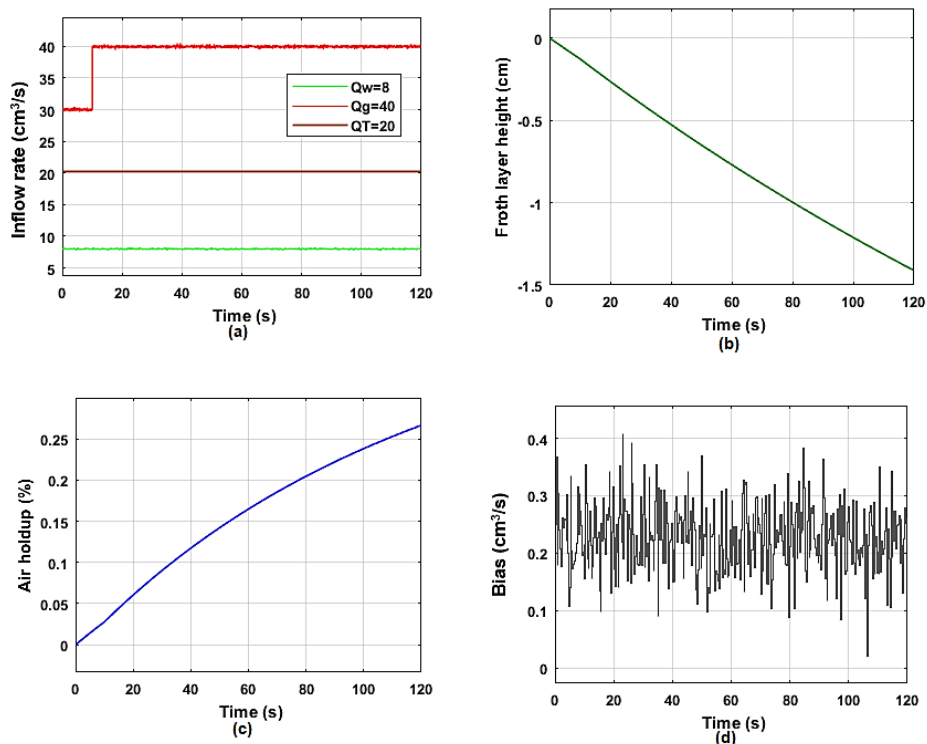 40
35
30
25
20
15
10
5
Inflow rate (cm³/s)
Qw=8
Qg=40
QT=20
0 20 40 60 80 100 120
Time (s)
(a)
0
-0.5
-1
-1.5
Froth layer height (cm)
0 20 40 60 80 100 120
Time (s)
(b)
0.25
0.2
0.15
0.1
0.05
0
Air holdup (%)
0 20 40 60 80 100 120
Time (s)
(c)
0.4
0.3
0.2
0.1
0
Bias (cm³/s)
0 20 40 60 80 100 120
Time (s)
(d)